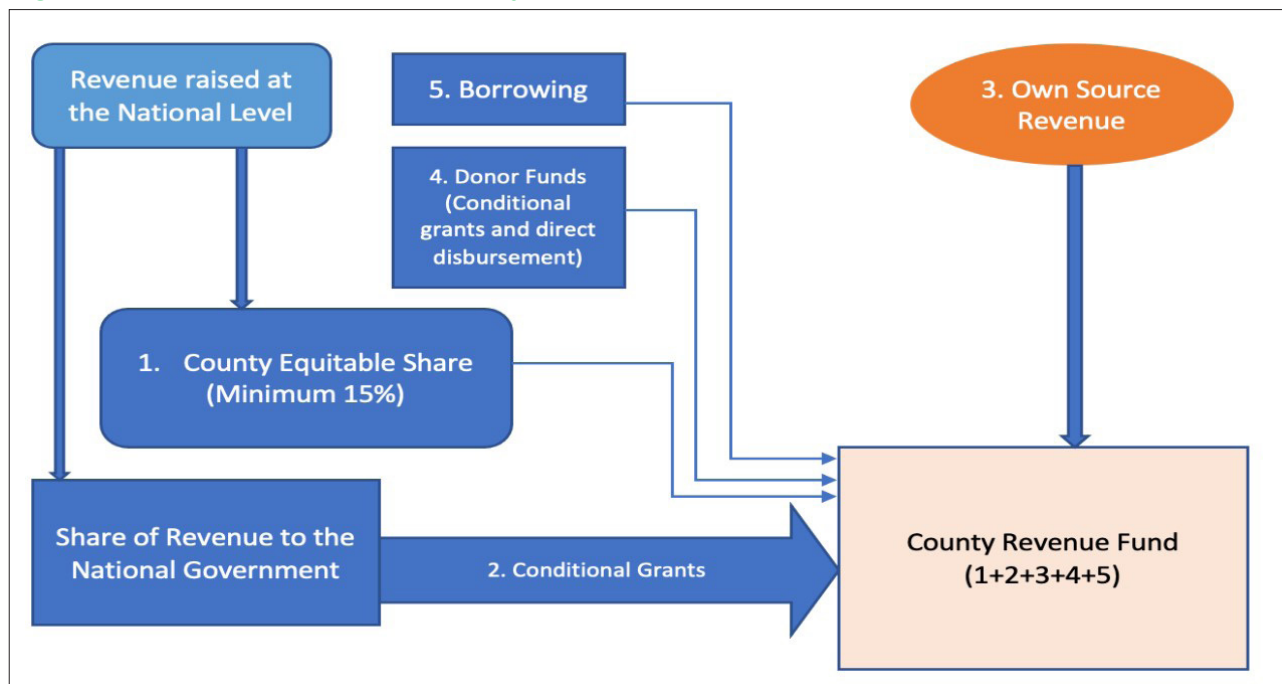 Revenue raised at
the National Level
5. Borrowing
3. Own Source
Revenue
4. Donor Funds
(Conditional
grants and direct
disbursement)
1. County Equitable Share
(Minimum 15%)
Share of Revenue to the
National Government
2. Conditional Grants
County Revenue Fund
(1+2+3+4+5)